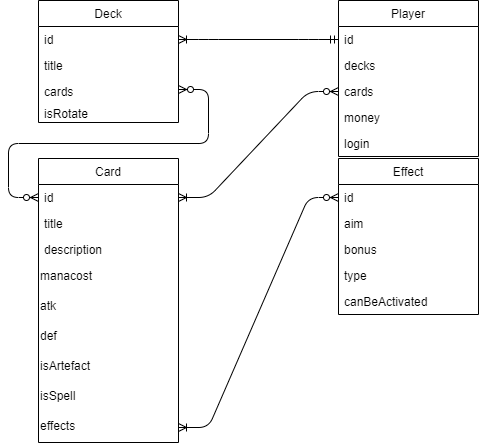 Deck
id
title
cards
isRotate
Player
id
decks
cards
money
login
Card
id
title
description
manacost
atk
def
isArtefact
isSpell
effects
Effect
id
aim
bonus
type
canBeActivated